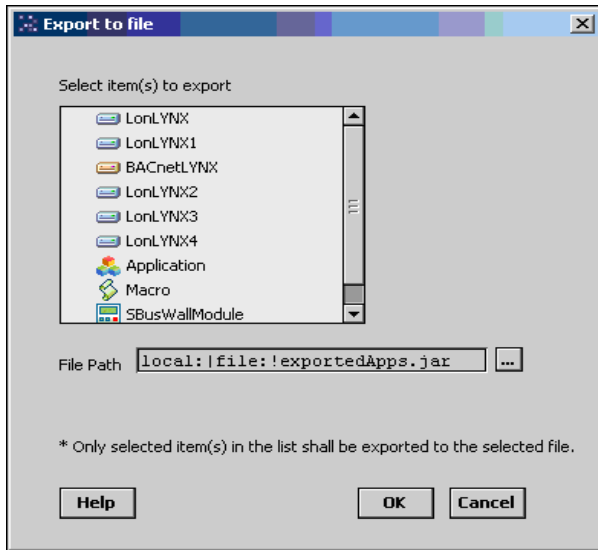 Export to file
Select item(s) to export
LonLYNX
LonLYNX1
BACnetLYNX
LonLYNX2
LonLYNX3
LonLYNX4
Application
Macro
SBusWallModule
File Path local:|file:!exportedApps.jar ...
* Only selected item(s) in the list shall be exported to the selected file.
Help OK Cancel